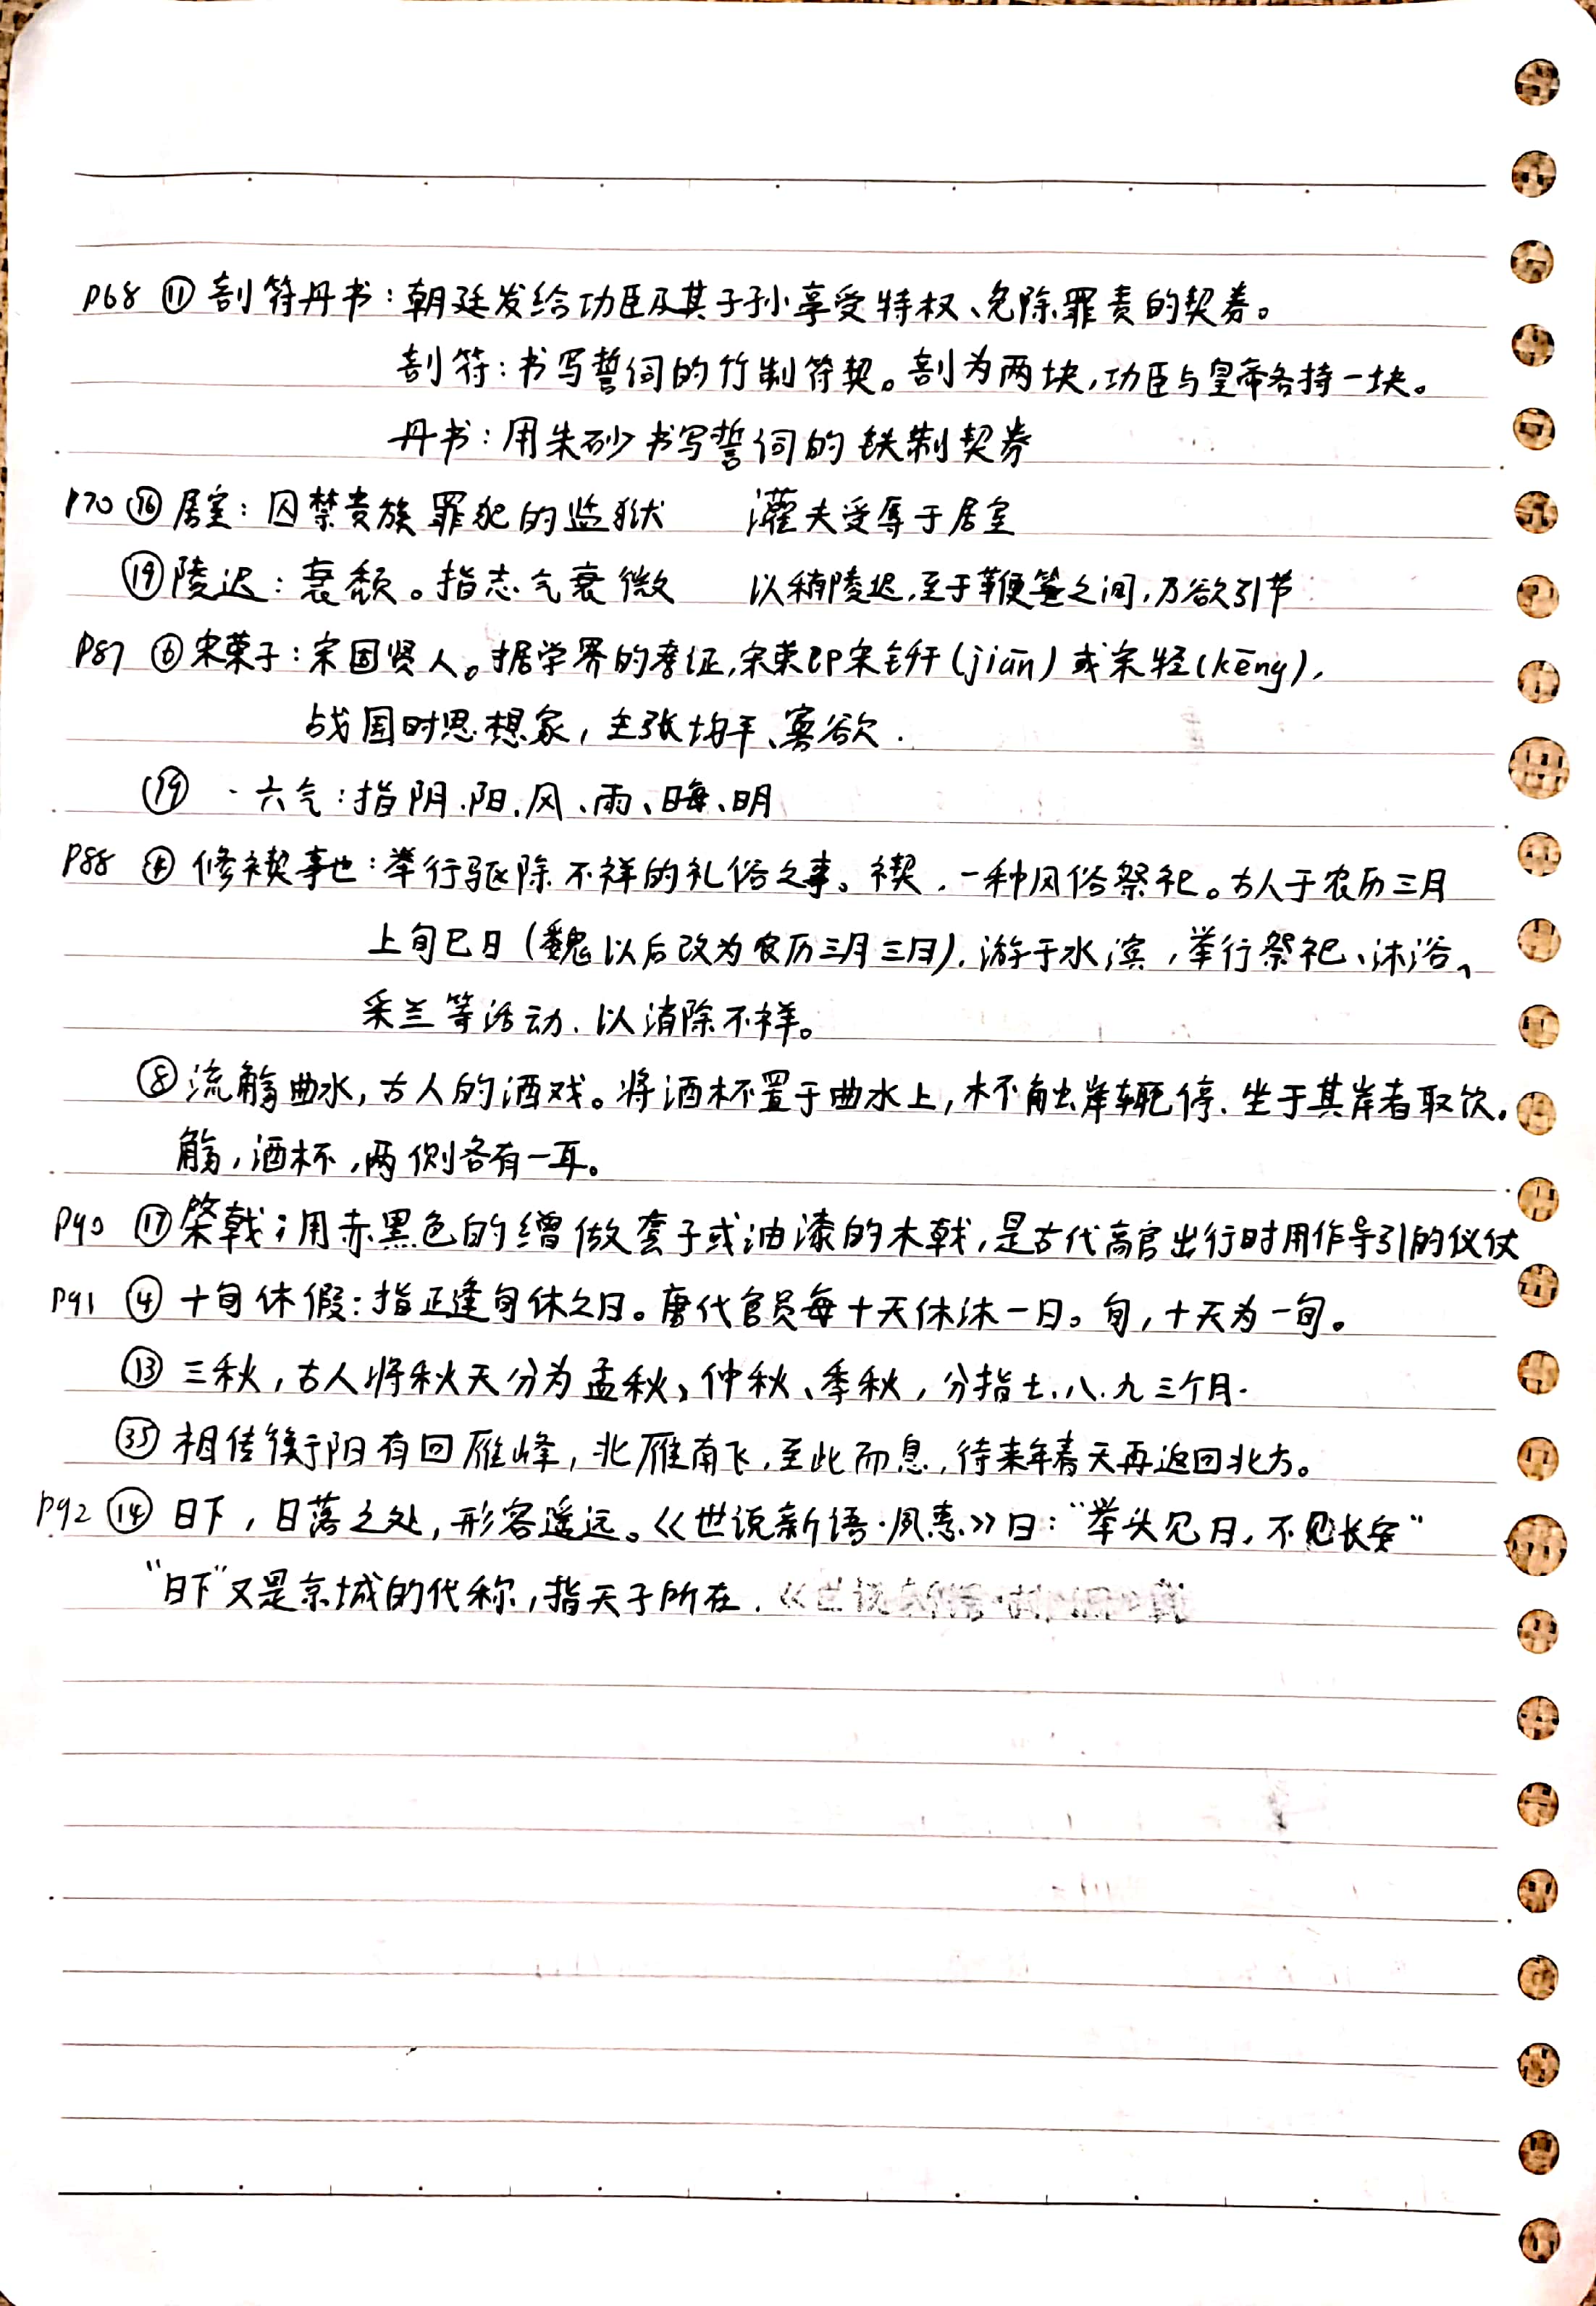 P68 ⑪ 剖符丹书：朝廷发给功臣及其子孙享受特权、免除罪责的契券。
剖符：书写誓词的竹制符契。剖为两块，功臣与皇帝各持一块。
丹书：用朱砂书写誓词的铁制契券
P70 ⑯ 居室：囚禁贵族罪犯的监狱 灌夫受辱于居室
⑲ 陵迟：衰颓。指志气衰微 以稍陵迟，至于鞭箠之间，乃欲引节
P87 ⑥ 宋荣子：宋国贤人。据学界的考证，宋荣即宋钘(jiān)或宋牼(kēng)，
战国时思想家，主张均平、寡欲.
⑲ ·六气：指阴.阳.风、雨、晦、明
P88 ④ 修禊事也：举行驱除不祥的礼俗之事。禊，一种风俗祭祀。古人于农历三月
上旬巳日（魏以后改为农历三月三日），游于水滨，举行祭祀、沐浴、
采兰等活动，以消除不祥。
⑧ 流觞曲水，古人的酒戏。将酒杯置于曲水上，杯触岸辄停，坐于其岸者取饮。
觞，酒杯，两侧各有一耳。
P90 ⑰ 棨戟；用赤黑色的缯做套子或油漆的木戟，是古代高官出行时用作导引的仪仗
P91 ④ 十旬休假：指正逢旬休之日。唐代官员每十天休沐一日。旬，十天为一旬。
⑬ 三秋，古人将秋天分为孟秋、仲秋、季秋，分指七.八.九三个月.
㉟ 相传衡阳有回雁峰，北雁南飞，至此而息，待来年春天再返回北方。
P92 ⑭ 日下，日落之处，形容遥远。《世说新语·夙惠》曰："举头见日，不见长安"
"日下"又是京城的代称，指天子所在.